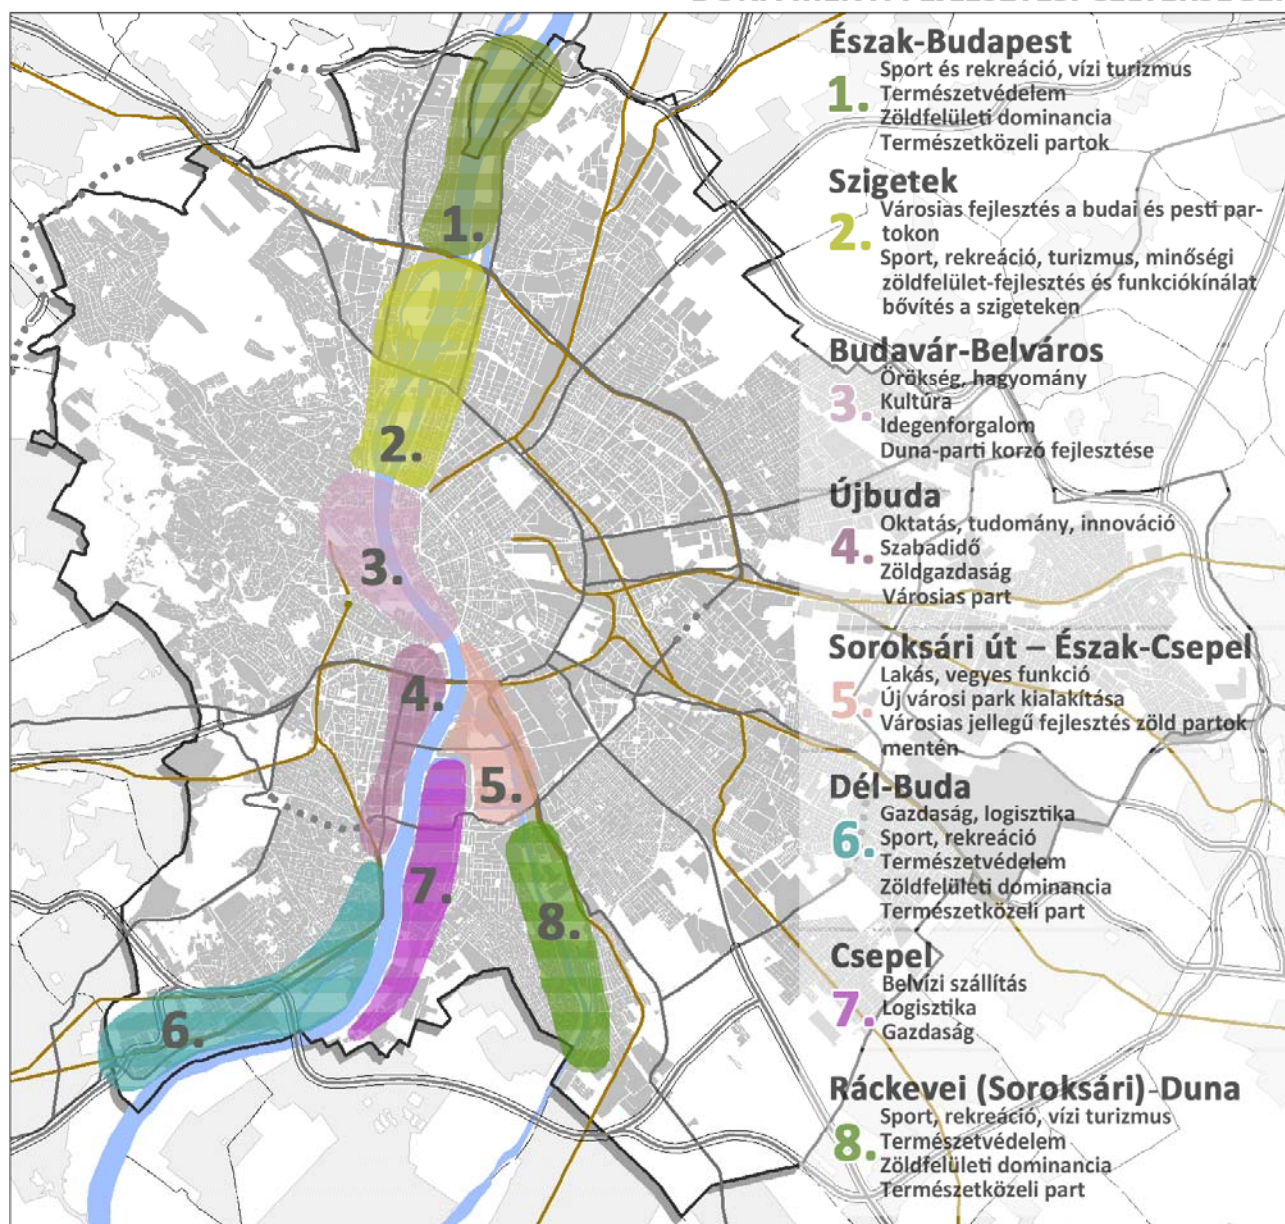 Észak-Budapest
1. Sport és rekreáció, vízi turizmus
Természetvédelem
Zöldfelületi dominancia
Természetközeli partok
Szigetek
2. Városias fejlesztés a budai és pesti par-
tokon
Sport, rekreáció, turizmus, minőségi
zöldfelület-fejlesztés és funkciókínálat
bővítés a szigeteken
Budavár-Belváros
3. Örökség, hagyomány
Kultúra
Idegenforgalom
Duna-parti korzó fejlesztése
Újbuda
4. Oktatás, tudomány, innováció
Szabadidő
Zöldgazdaság
Városias part
Soroksári út – Észak-Csepel
5. Lakás, vegyes funkció
Új városi park kialakítása
Városias jellegű fejlesztés zöld partok
mentén
Dél-Buda
6. Gazdaság, logisztika
Sport, rekreáció
Természetvédelem
Zöldfelületi dominancia
Természetközeli part
Csepel
7. Belvízi szállítás
Logisztika
Gazdaság
Ráckevei (Soroksári)-Duna
8. Sport, rekreáció, vízi turizmus
Természetvédelem
Zöldfelületi dominancia
Természetközeli part
1.
2.
3.
4.
5.
6.
7.
8.